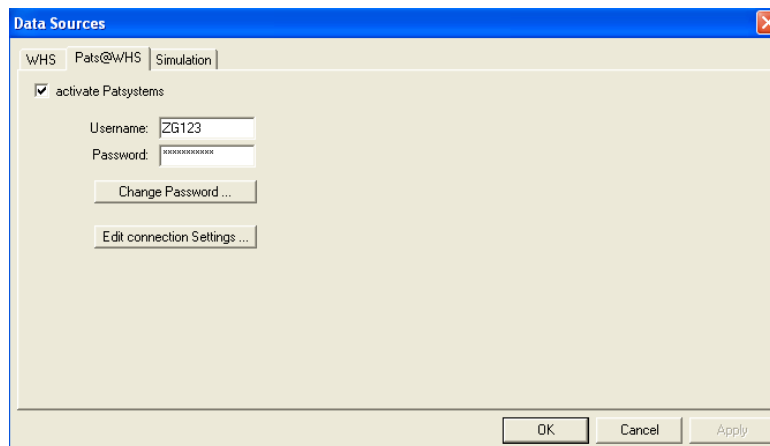 Data Sources
WHS Pats@WHS Simulation
activate Patsystems
Username: ZG123
Password: ***********
Change Password ...
Edit connection Settings ...
OK Cancel Apply